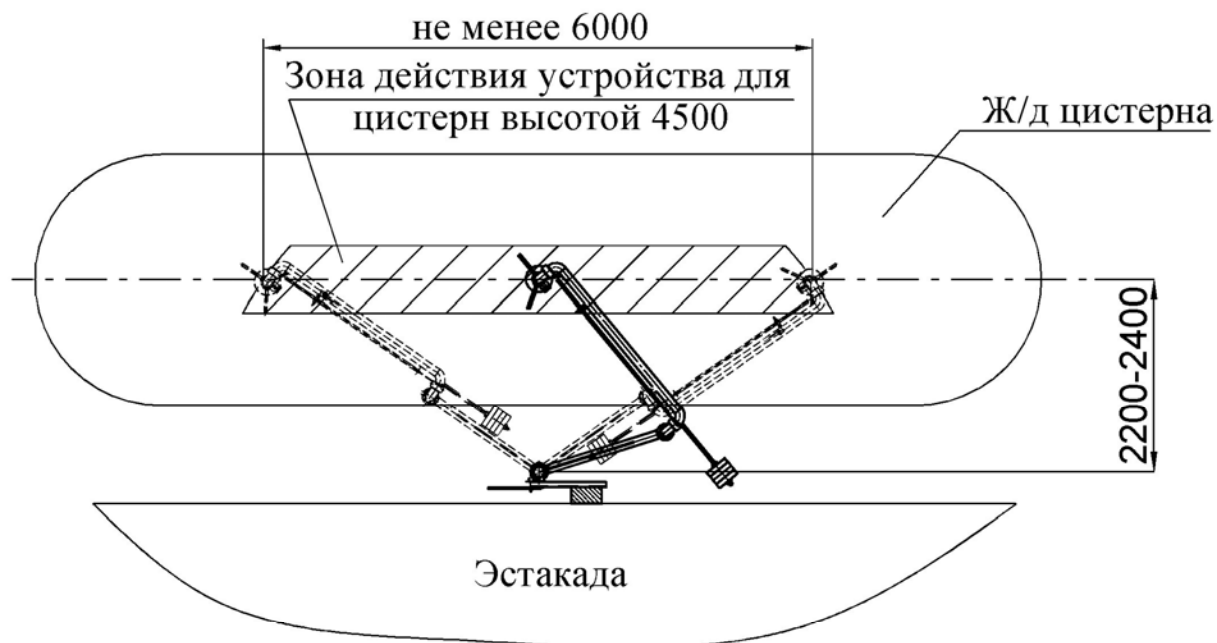 не менее 6000
Зона действия устройства для
цистерн высотой 4500
Ж/д цистерна
2200-2400
Эстакада